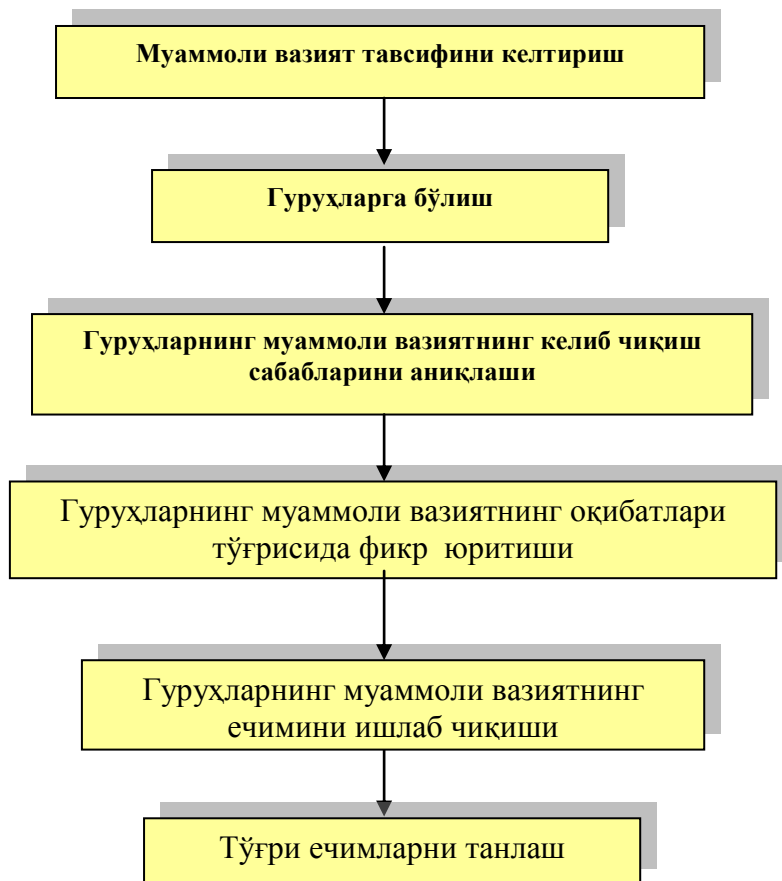 Муаммоли вазият тавсифини келтириш
Гуруҳларга бўлиш
Гуруҳларнинг муаммоли вазиятнинг келиб чиқиш
сабабларини аниқлаши
Гуруҳларнинг муаммоли вазиятнинг оқибатлари
тўғрисида фикр юритиши
Гуруҳларнинг муаммоли вазиятнинг
ечимини ишлаб чиқиши
Тўғри ечимларни танлаш